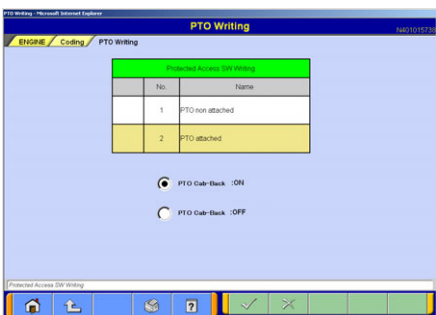 PTO Writing - Microsoft Internet Explorer
PTO Writing
N401015738
ENGINE Coding PTO Writing
Protected Access SW Writing
No. Name
1 PTO non attached
2 PTO attached
PTO Cab-Back :ON
PTO Cab-Back :OFF
Protected Access SW Writing
?